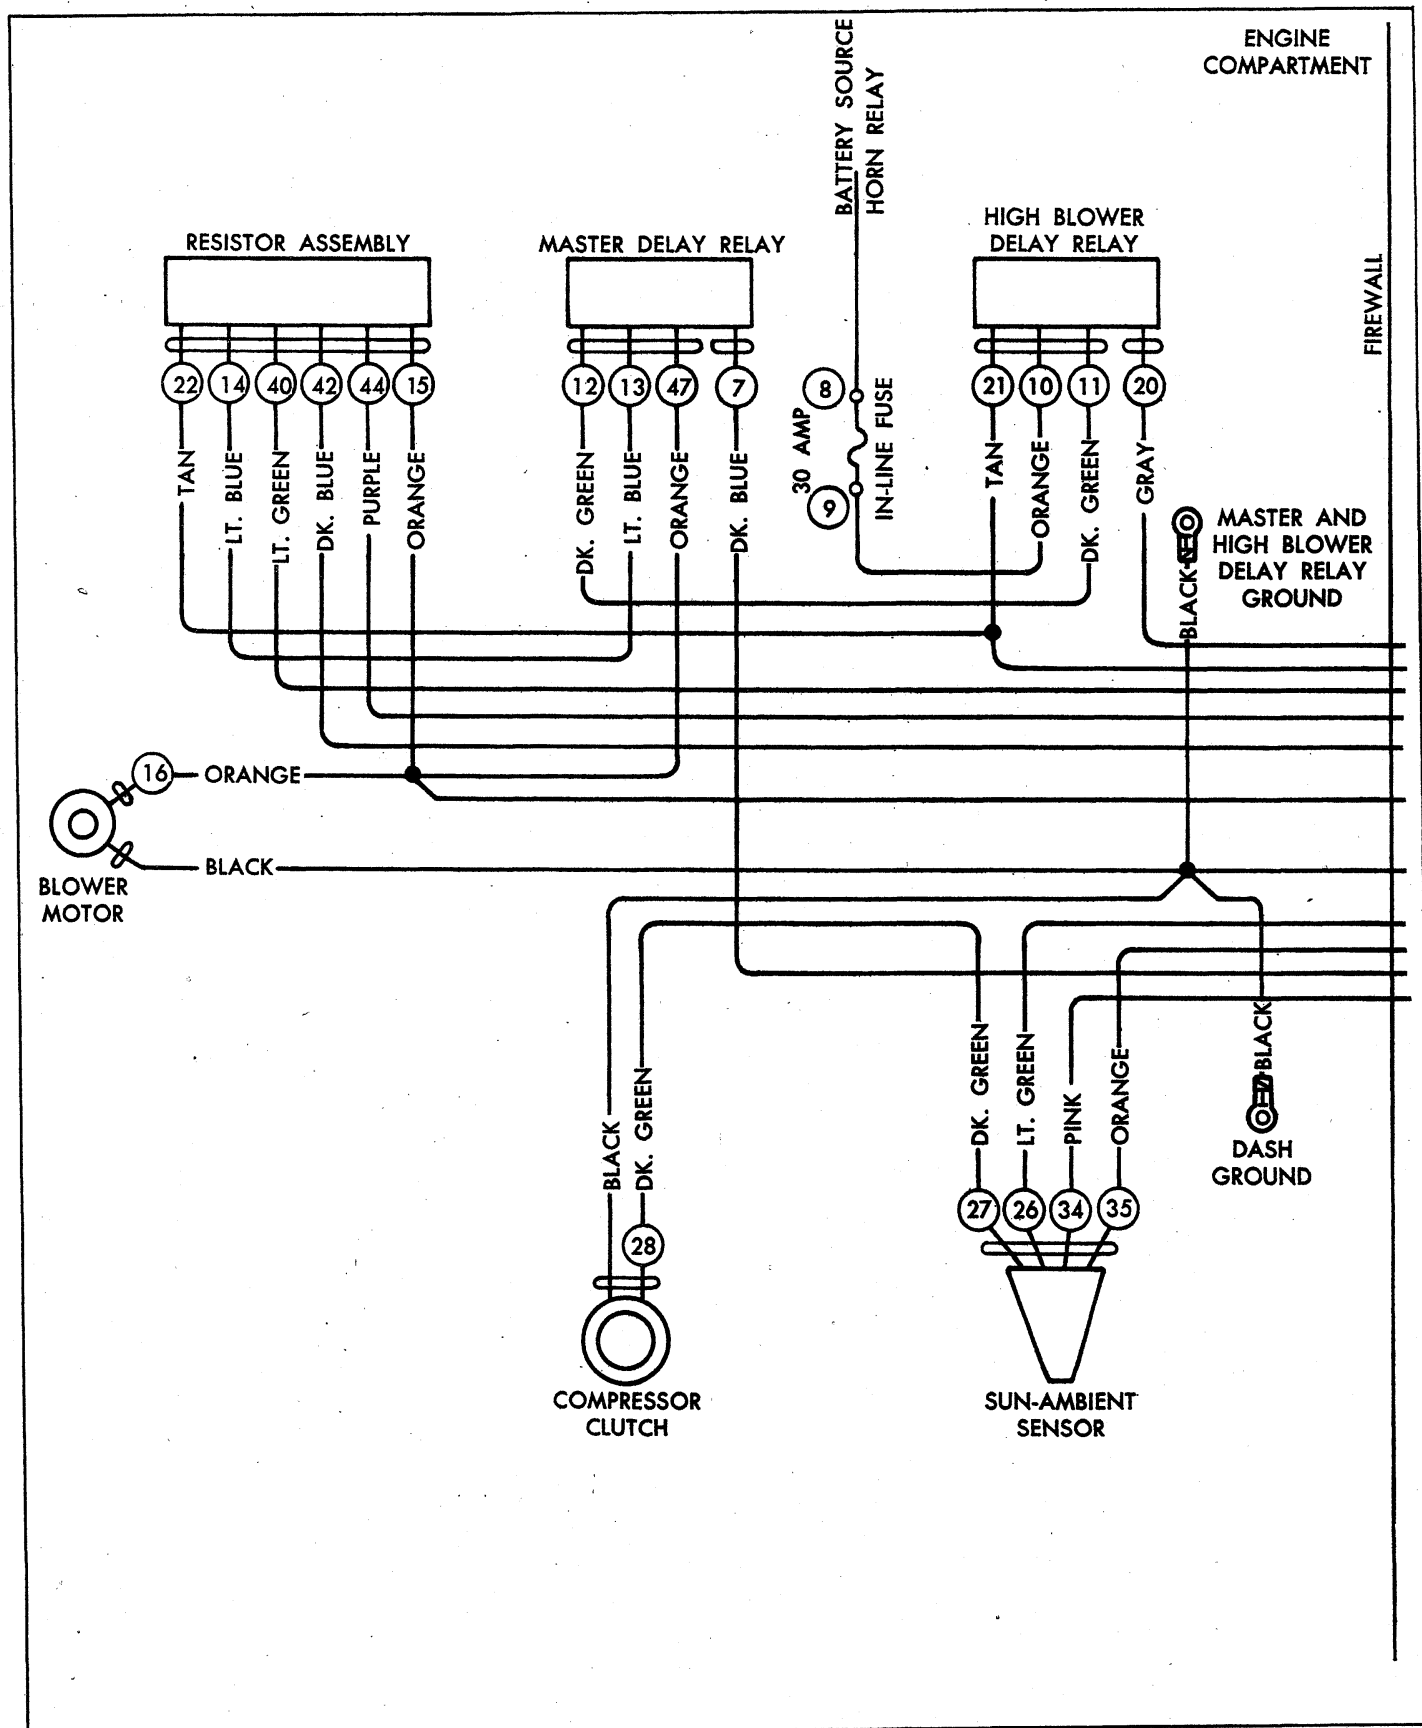 ENGINE
COMPARTMENT
BATTERY SOURCE
HORN RELAY
FIREWALL
RESISTOR ASSEMBLY
MASTER DELAY RELAY
HIGH BLOWER
DELAY RELAY
22 14 40 42 44 15
12 13 47 7
8
21 10 11 20
TAN
LT. BLUE
LT. GREEN
DK. BLUE
PURPLE
ORANGE
DK. GREEN
LT. BLUE
ORANGE
DK. BLUE
30 AMP
IN-LINE FUSE
9
TAN
ORANGE
DK. GREEN
GRAY
BLACK
MASTER AND
HIGH BLOWER
DELAY RELAY
GROUND
16 ORANGE
BLACK
BLOWER
MOTOR
BLACK
DK. GREEN
28
COMPRESSOR
CLUTCH
DK. GREEN
LT. GREEN
PINK
ORANGE
27 26 34 35
SUN-AMBIENT
SENSOR
BLACK
DASH
GROUND